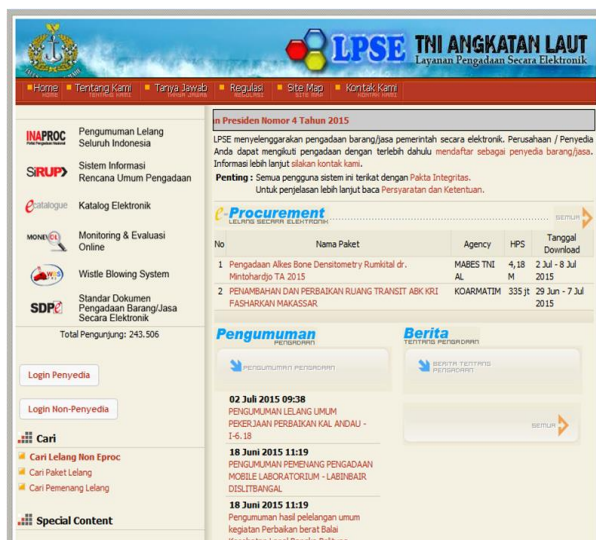 LPSE TNI ANGKATAN LAUT
Layanan Pengadaan Secara Elektronik
Home Tentang Kami Tanya Jawab Regulasi Site Map Kontak Kami
HOME TENTANG KAMI TANYA JAWAB REGULASI SITE MAP KONTAK KAMI
INAPROC
Pengumuman Lelang
Seluruh Indonesia
SiRUP
Sistem Informasi
Rencana Umum Pengadaan
e catalogue
Katalog Elektronik
MONEV
Monitoring & Evaluasi
Online
WBS
Wistle Blowing System
SDP
Standar Dokumen
Pengadaan Barang/Jasa
Secara Elektronik
Total Pengunjung: 243.506
Login Penyedia
Login Non-Penyedia
Cari
Cari Lelang Non Eproc
Cari Paket Lelang
Cari Pemenang Lelang
Special Content
n Presiden Nomor 4 Tahun 2015
LPSE menyelenggarakan pengadaan barang/jasa pemerintah secara elektronik. Perusahaan / Penyedia
Anda dapat mengikuti pengadaan dengan terlebih dahulu mendaftar sebagai penyedia barang/jasa.
Informasi lebih lanjut silakan kontak kami.
Penting : Semua pengguna sistem ini terikat dengan Pakta Integritas.
Untuk penjelasan lebih lanjut baca Persyaratan dan Ketentuan.
e-Procurement
LELANG SECARA ELEKTRONIK
SEMUA
No Nama Paket Agency HPS Tanggal Download
1 Pengadaan Alkes Bone Densitometry Rumkital dr. Mintohardjo TA 2015 MABES TNI AL 4,18 M 2 Jul - 8 Jul 2015
2 PENAMBAHAN DAN PERBAIKAN RUANG TRANSIT ABK KRI FASHARKAN MAKASSAR KOARMATIM 335 jt 29 Jun - 7 Jul 2015
Pengumuman
PENGADAAN
PENGUMUMAN PENGADAAN
02 Juli 2015 09:38
PENGUMUMAN LELANG UMUM
PEKERJAAN PERBAIKAN KAL ANDAU -
I-6.18
18 Juni 2015 11:19
PENGUMUMAN PEMENANG PENGADAAN
MOBILE LABORATORIUM - LABINBAIR
DISLITBANGAL
18 Juni 2015 11:19
Pengumuman hasil pelelangan umum
kegiatan Perbaikan berat Balai
Berita
TENTANG PENGADAAN
BERITA TENTANG
PENGADAAN
SEMUA